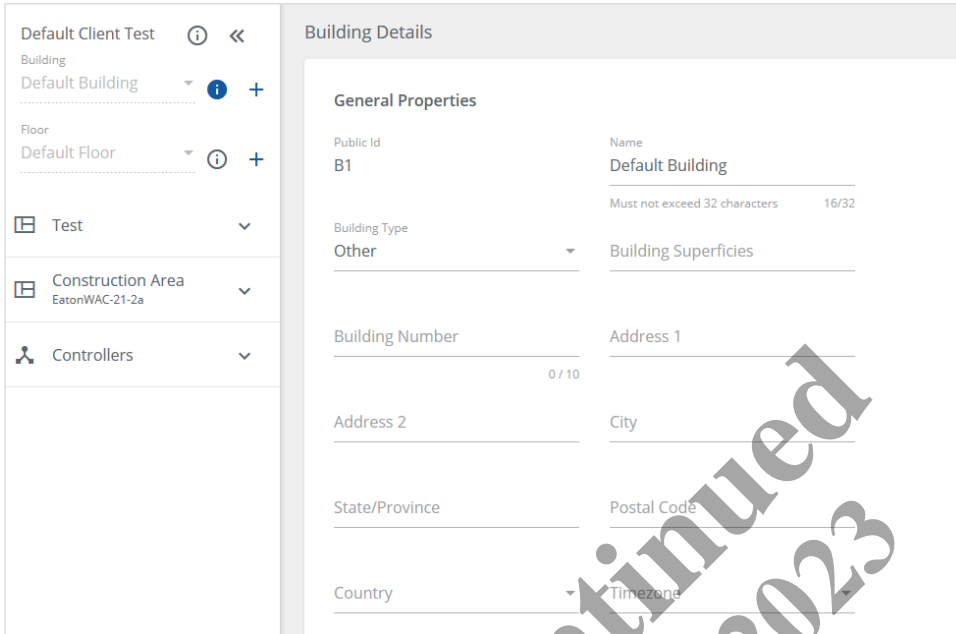 Default Client Test
Building
Default Building
Floor
Default Floor
Test
Construction Area
EatonWAC-21-2a
Controllers
Building Details
General Properties
Public Id
B1
Name
Default Building
Must not exceed 32 characters 16/32
Building Type
Other
Building Superficies
Building Number
0 / 10
Address 1
Address 2
City
State/Province
Postal Code
Country
Timezone
2023